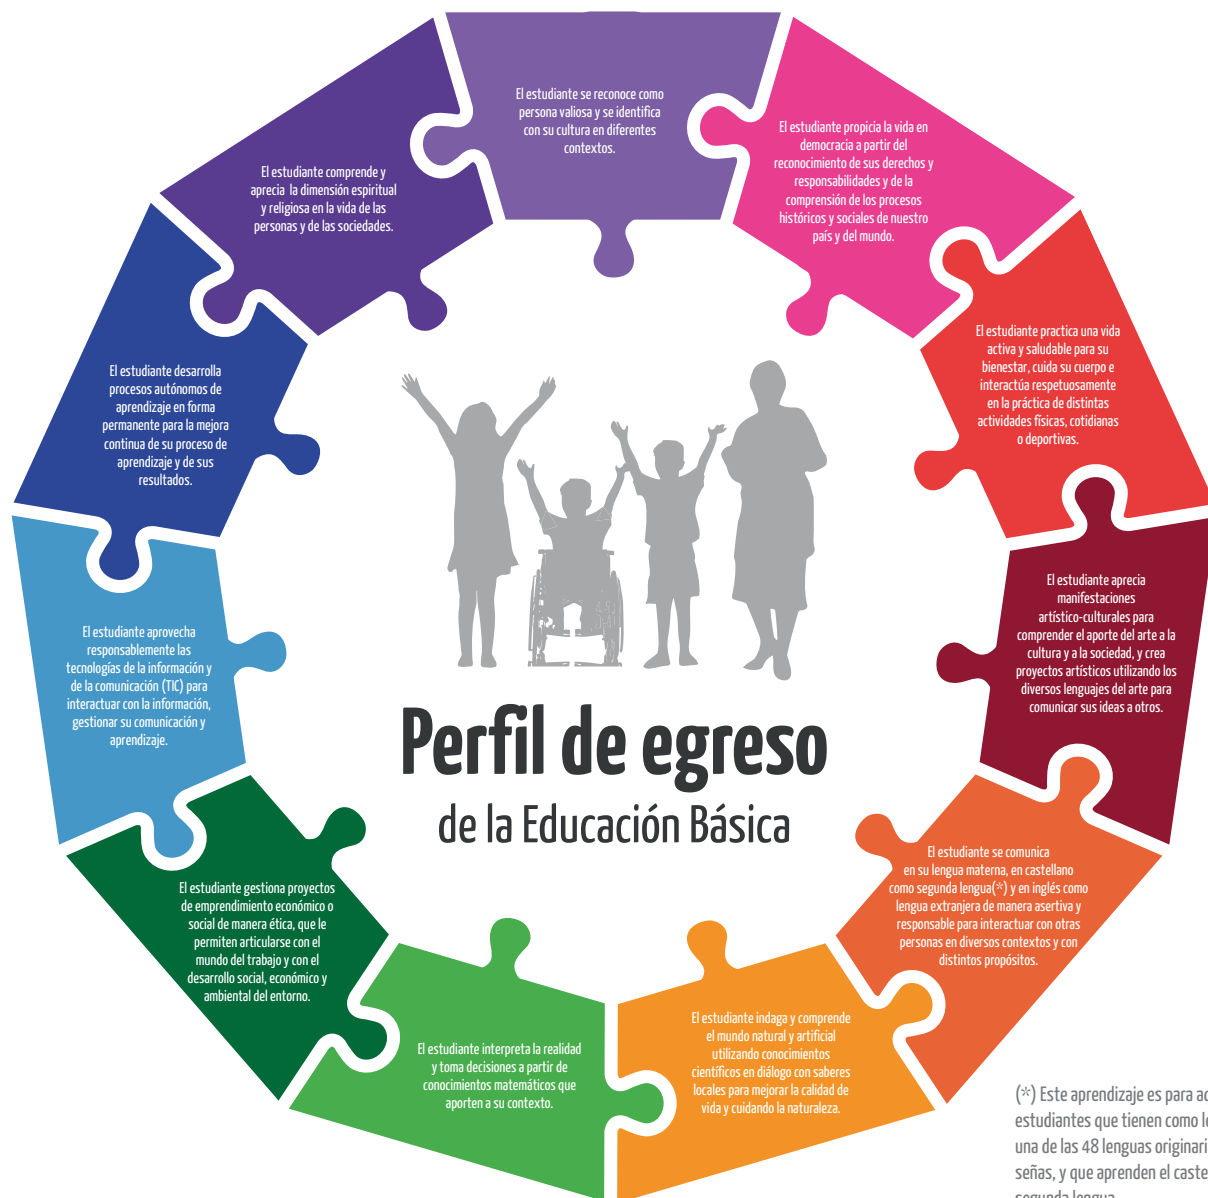 El estudiante se reconoce como
persona valiosa y se identifica
con su cultura en diferentes
contextos.
El estudiante propicia la vida en
democracia a partir del
reconocimiento de sus derechos y
responsabilidades y de la
comprensión de los procesos
históricos y sociales de nuestro
país y del mundo.
El estudiante practica una vida
activa y saludable para su
bienestar, cuida su cuerpo e
interactúa respetuosamente
en la práctica de distintas
actividades físicas, cotidianas
o deportivas.
El estudiante aprecia
manifestaciones
artístico-culturales para
comprender el aporte del arte a la
cultura y a la sociedad, y crea
proyectos artísticos utilizando los
diversos lenguajes del arte para
comunicar sus ideas a otros.
El estudiante se comunica
en su lengua materna, en castellano
como segunda lengua(*) y en inglés como
lengua extranjera de manera asertiva y
responsable para interactuar con otras
personas en diversos contextos y con
distintos propósitos.
El estudiante indaga y comprende
el mundo natural y artificial
utilizando conocimientos
científicos en diálogo con saberes
locales para mejorar la calidad de
vida y cuidando la naturaleza.
El estudiante interpreta la realidad
y toma decisiones a partir de
conocimientos matemáticos que
aporten a su contexto.
El estudiante gestiona proyectos
de emprendimiento económico o
social de manera ética, que le
permiten articularse con el
mundo del trabajo y con el
desarrollo social, económico y
ambiental del entorno.
El estudiante aprovecha
responsablemente las
tecnologías de la información y
de la comunicación (TIC) para
interactuar con la información,
gestionar su comunicación y
aprendizaje.
El estudiante desarrolla
procesos autónomos de
aprendizaje en forma
permanente para la mejora
continua de su proceso de
aprendizaje y de sus
resultados.
El estudiante comprende y
aprecia la dimensión espiritual
y religiosa en la vida de las
personas y de las sociedades.
Perfil de egreso
de la Educación Básica
(*) Este aprendizaje es para
estudiantes que tienen como
una de las 48 lenguas
señas, y que aprenden el
segunda lengua